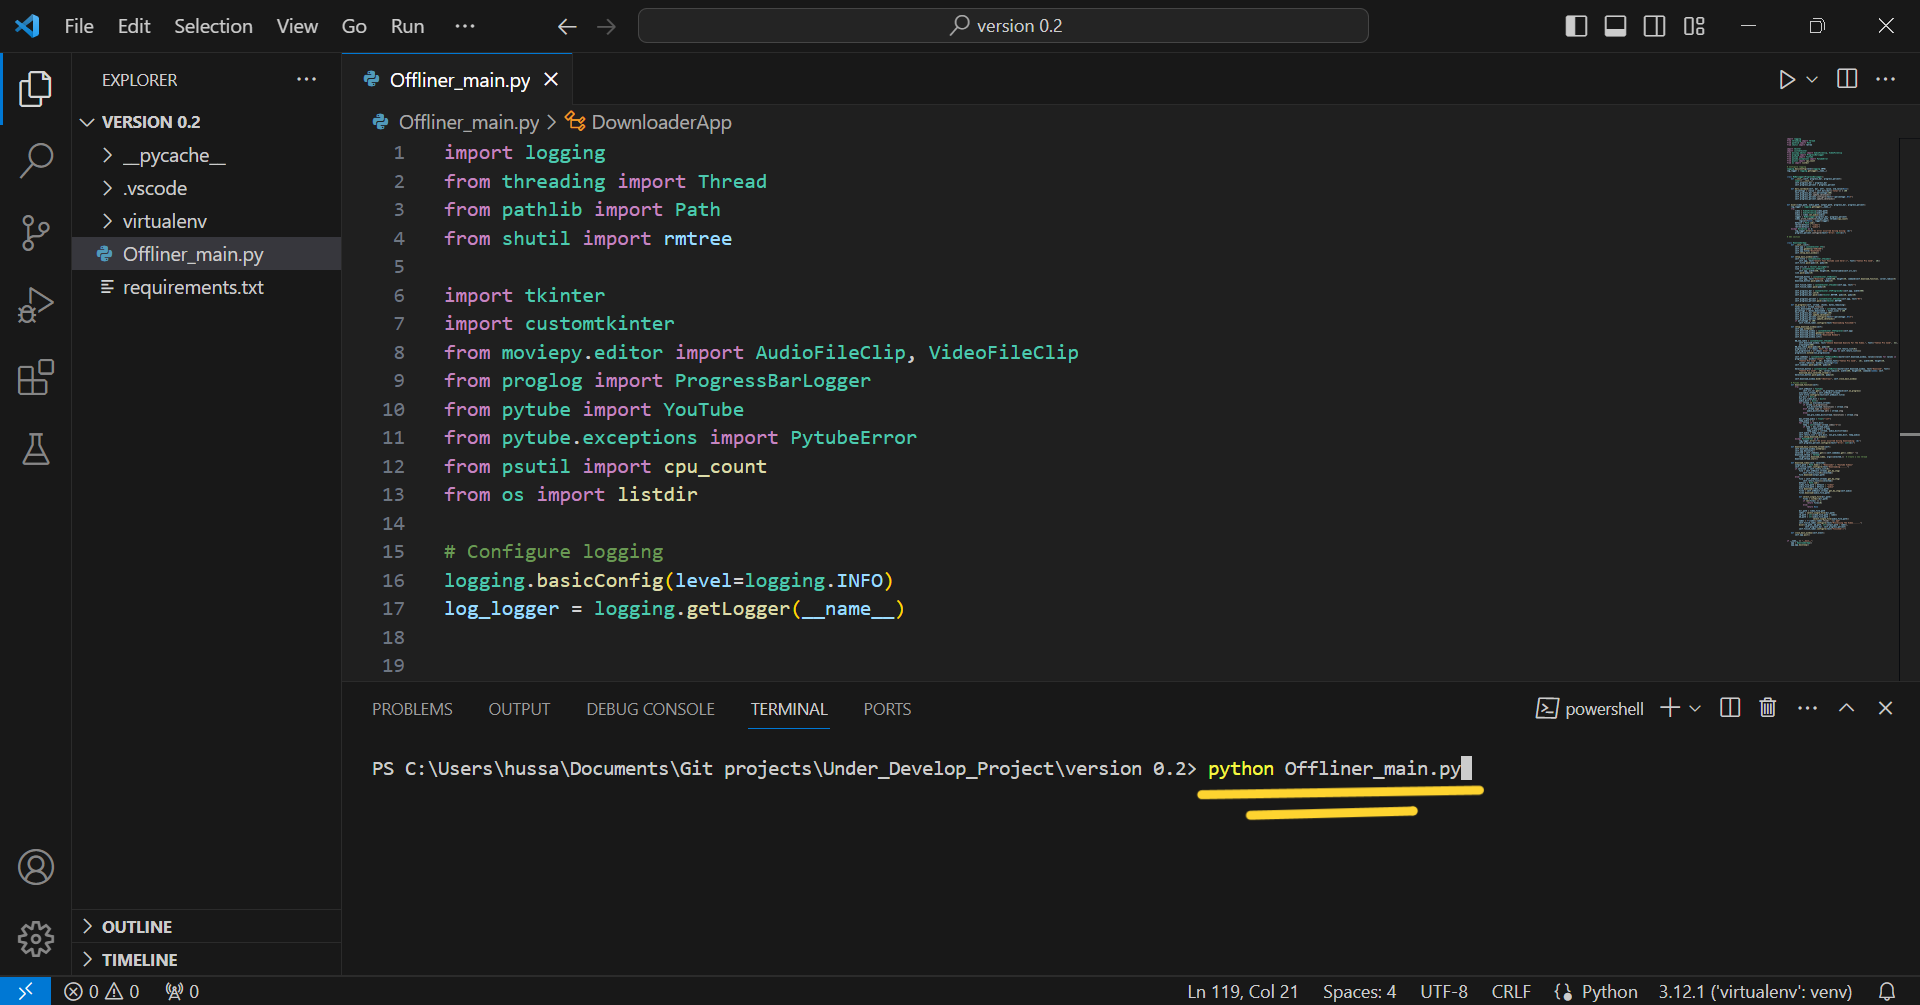 File Edit Selection View Go Run ··· version 0.2
EXPLORER ···
VERSION 0.2
__pycache__
.vscode
virtualenv
Offliner_main.py
requirements.txt
OUTLINE
TIMELINE
Offliner_main.py
Offliner_main.py > DownloaderApp
1 import logging
2 from threading import Thread
3 from pathlib import Path
4 from shutil import rmtree
5
6 import tkinter
7 import customtkinter
8 from moviepy.editor import AudioFileClip, VideoFileClip
9 from proglog import ProgressBarLogger
10 from pytube import YouTube
11 from pytube.exceptions import PytubeError
12 from psutil import cpu_count
13 from os import listdir
14
15 # Configure logging
16 logging.basicConfig(level=logging.INFO)
17 log_logger = logging.getLogger(__name__)
18
19
PROBLEMS OUTPUT DEBUG CONSOLE TERMINAL PORTS powershell
PS C:\Users\hussa\Documents\Git projects\Under_Develop_Project\version 0.2> python Offliner_main.py
0 0 0 Ln 119, Col 21 Spaces: 4 UTF-8 CRLF Python 3.12.1 ('virtualenv': venv)